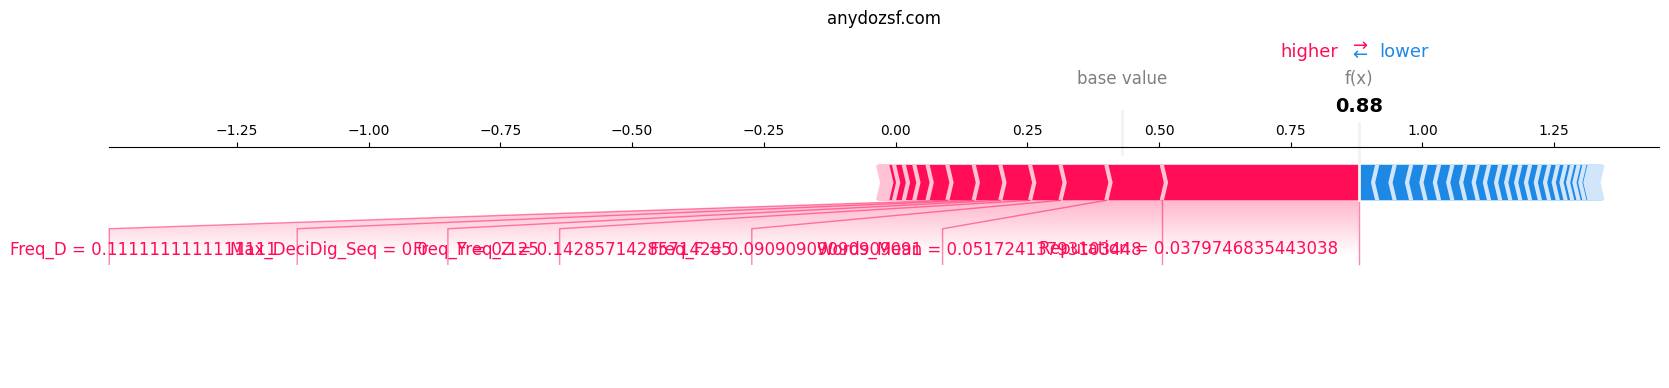 anydozsf.com
higher → ← lower
base value f(x)
0.88
−1.25 −1.00 −0.75 −0.50 −0.25 0.00 0.25 0.50 0.75 1.00 1.25
Freq_D = 0.1111111111111111
Max_DeciDig_Seq = 0.0
Freq_Y = 0.125
Freq_Z = 0.14285714285714285
Freq_F = 0.09090909090909091
Words_Mean = 0.05172413793103448
Reputation = 0.0379746835443038